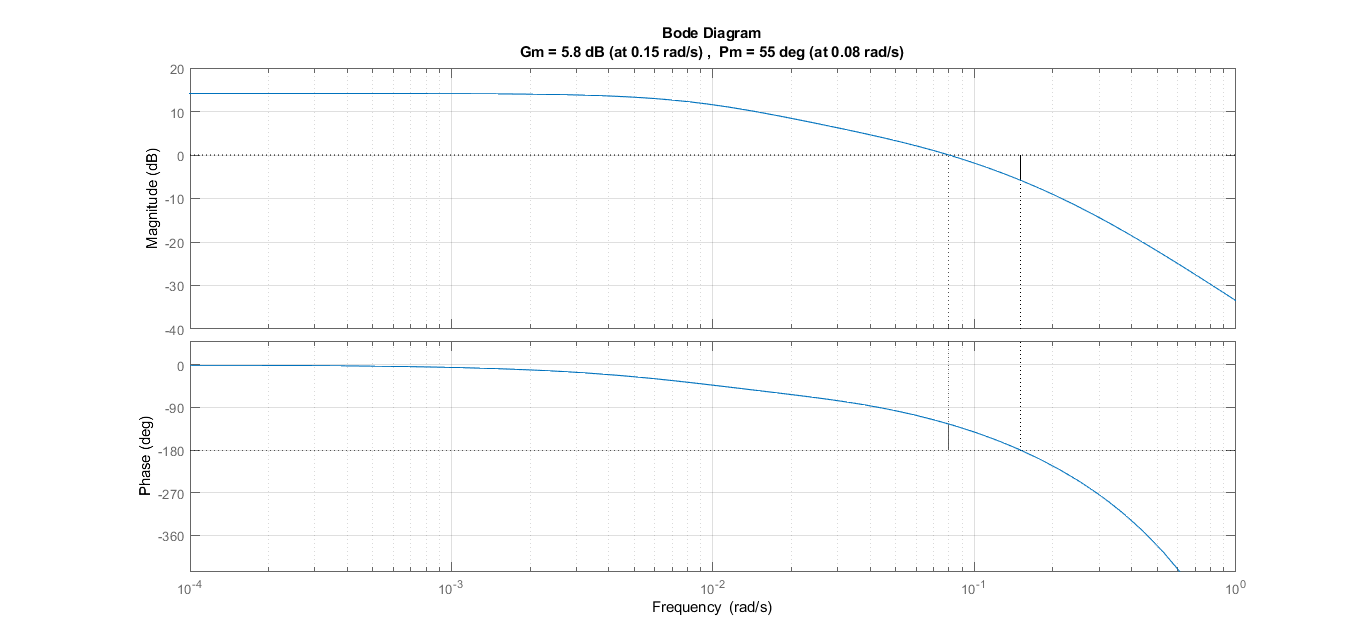 Bode Diagram
Gm = 5.8 dB (at 0.15 rad/s) ,  Pm = 55 deg (at 0.08 rad/s)
Magnitude (dB)
20
10
0
-10
-20
-30
-40
Phase (deg)
0
-90
-180
-270
-360
10^-4 10^-3 10^-2 10^-1 10^0
Frequency (rad/s)